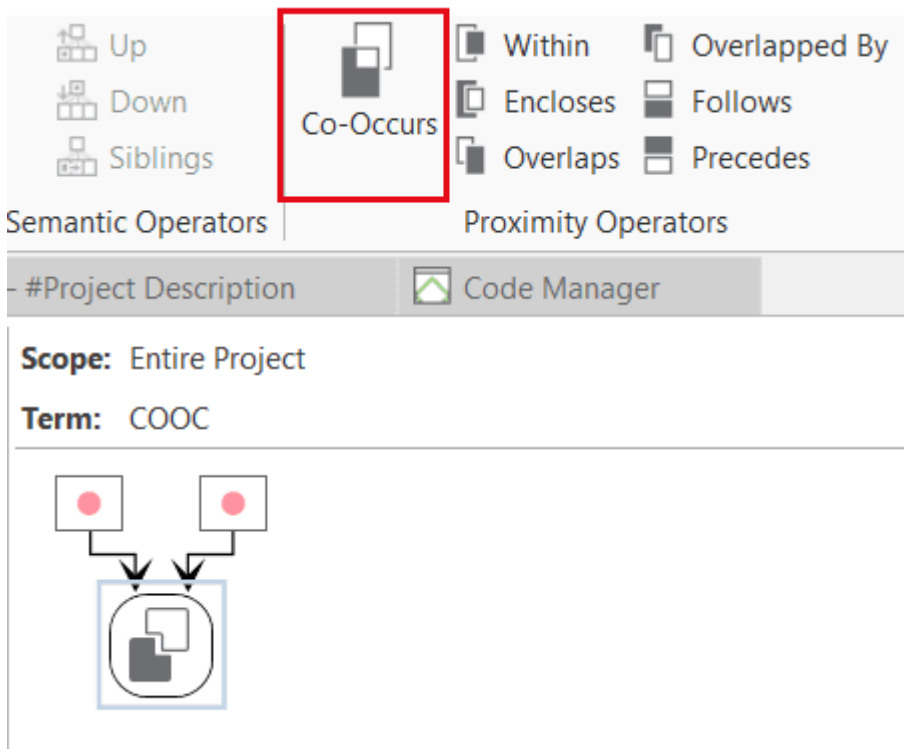 Up
Down
Siblings
Semantic Operators
Co-Occurs
Within
Encloses
Overlaps
Overlapped By
Follows
Precedes
Proximity Operators
- #Project Description
Code Manager
Scope: Entire Project
Term: COOC